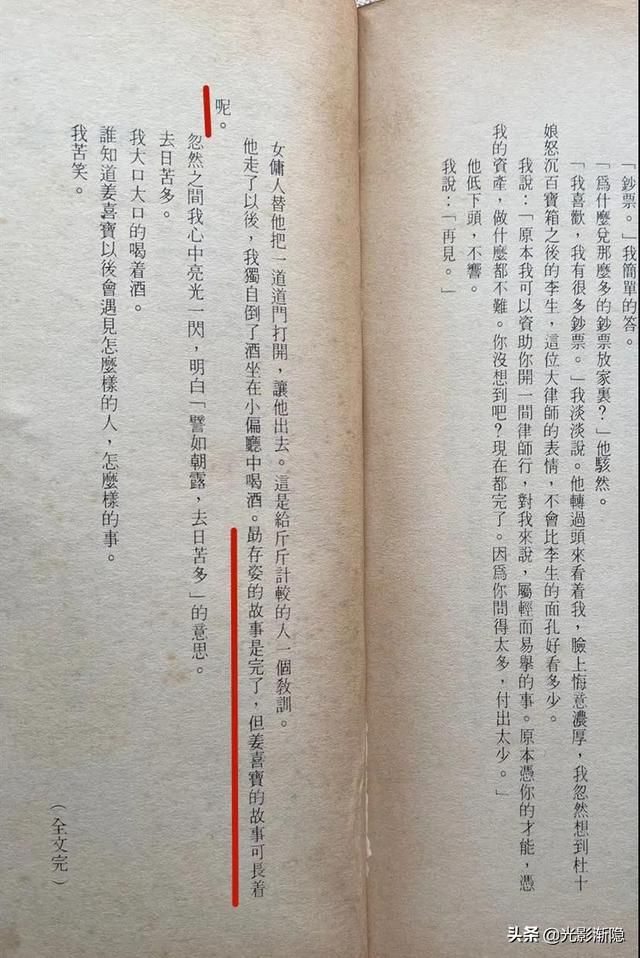 「鈔票。」我簡單的答。
「爲什麼兌那麼多的鈔票放家裏？」他駭然。
「我喜歡，我有很多鈔票。」我淡淡說。他轉過頭來看着我，臉上悔意濃厚，我忽然想到杜十
娘怒沉百寶箱之後的李生，這位大律師的表情，不會比李生的面孔好看多少。
我說：「原本我可以資助你開一間律師行，對我來說，屬輕而易擧的事。原本憑你的才能，憑
我的資產，做什麼都不難。你沒想到吧？現在都完了。因爲你問得太多，付出太少。」
他低下頭，不響。
我說：「再見。」
女傭人替他把一道道門打開，讓他出去。這是給斤斤計較的人一個敎訓。
他走了以後，我獨自倒了酒坐在小偏廳中喝酒。勖存姿的故事是完了，但姜喜寶的故事可長着
呢。
忽然之間我心中亮光一閃，明白「譬如朝露，去日苦多」的意思。
去日苦多。
我大口大口的喝着酒。
誰知道姜喜寶以後會遇見怎麼樣的人，怎麼樣的事。
我苦笑。
（全文完）
头条 @光影渐隐